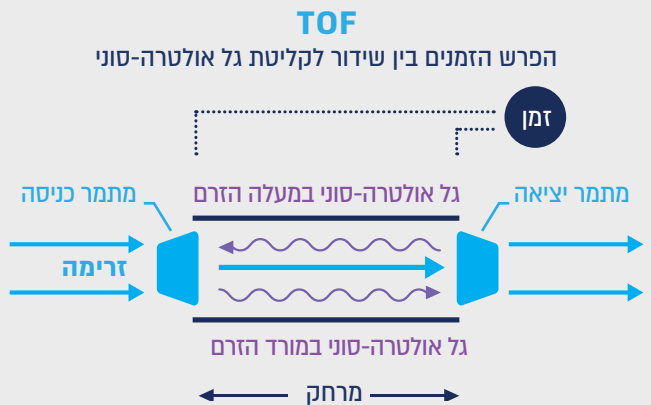 TOF
הפרש הזמנים בין שידור לקליטת גל אולטרה-סוני
זמן
מתמר יציאה
גל אולטרה-סוני במעלה הזרם
מתמר כניסה
זרימה
גל אולטרה-סוני במורד הזרם
מרחק